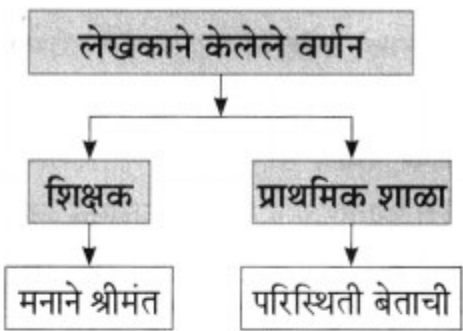 लेखकाने केलेले वर्णन
शिक्षक
प्राथमिक शाळा
मनाने श्रीमंत
परिस्थिती बेताची